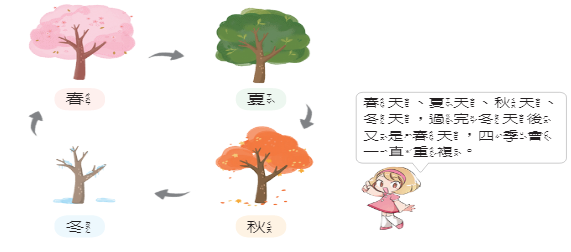 春
夏
春天、夏天、秋天、
冬天，過完冬天後
又是春天，四季會
一直重複。
冬
秋